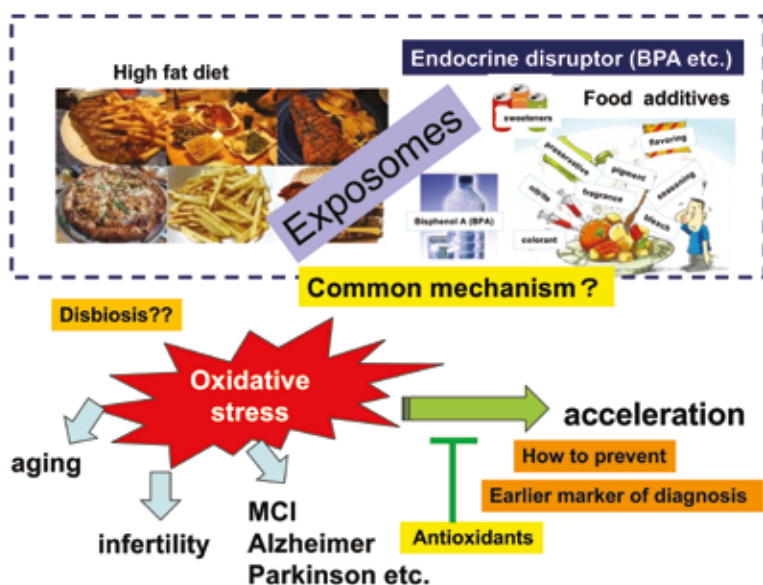 High fat diet
Endocrine disruptor (BPA etc.)
Food additives
sweeteners
flavoring
preservative
pigment
seasoning
nitrile
fragrance
bleach
colorant
Bisphenol A (BPA)
Exposomes
Common mechanism ?
Disbiosis??
Oxidative
stress
acceleration
aging
infertility
MCI
Alzheimer
Parkinson etc.
How to prevent
Earlier marker of diagnosis
Antioxidants